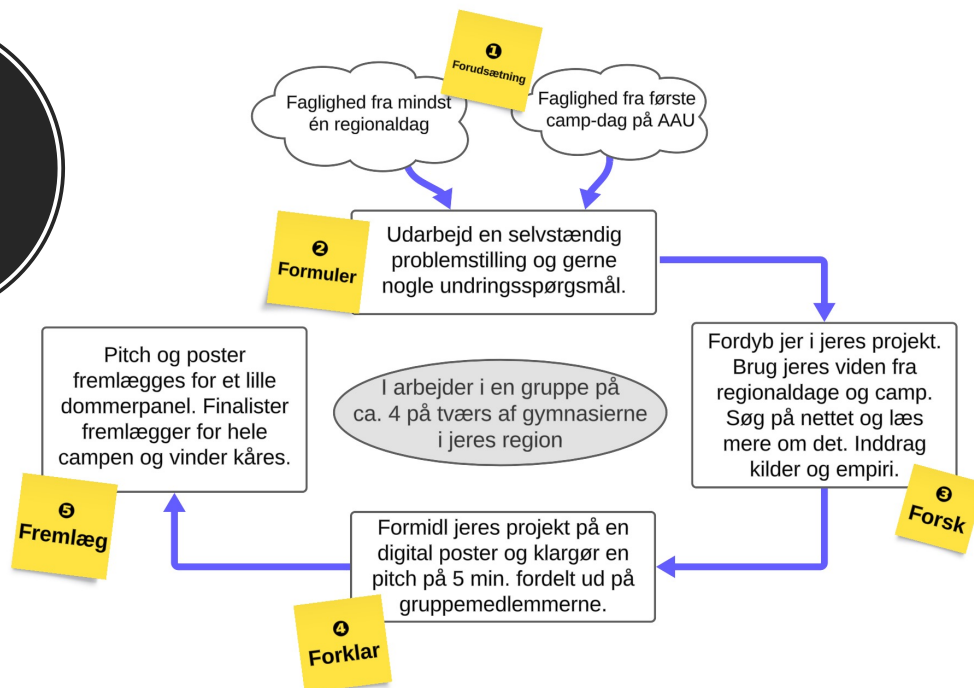 ❶
Forudsætning
Faglighed fra mindst
én regionaldag
Faglighed fra første
camp-dag på AAU
❷
Formuler
Udarbejd en selvstændig
problemstilling og gerne
nogle undringsspørgsmål.
Fordyb jer i jeres projekt.
Brug jeres viden fra
regionaldage og camp.
Søg på nettet og læs
mere om det. Inddrag
kilder og empiri.
❸
Forsk
I arbejder i en gruppe på
ca. 4 på tværs af gymnasierne
i jeres region
Formidl jeres projekt på en
digital poster og klargør en
pitch på 5 min. fordelt ud på
gruppemedlemmerne.
❹
Forklar
Pitch og poster
fremlægges for et lille
dommerpanel. Finalister
fremlægger for hele
campen og vinder kåres.
❺
Fremlæg